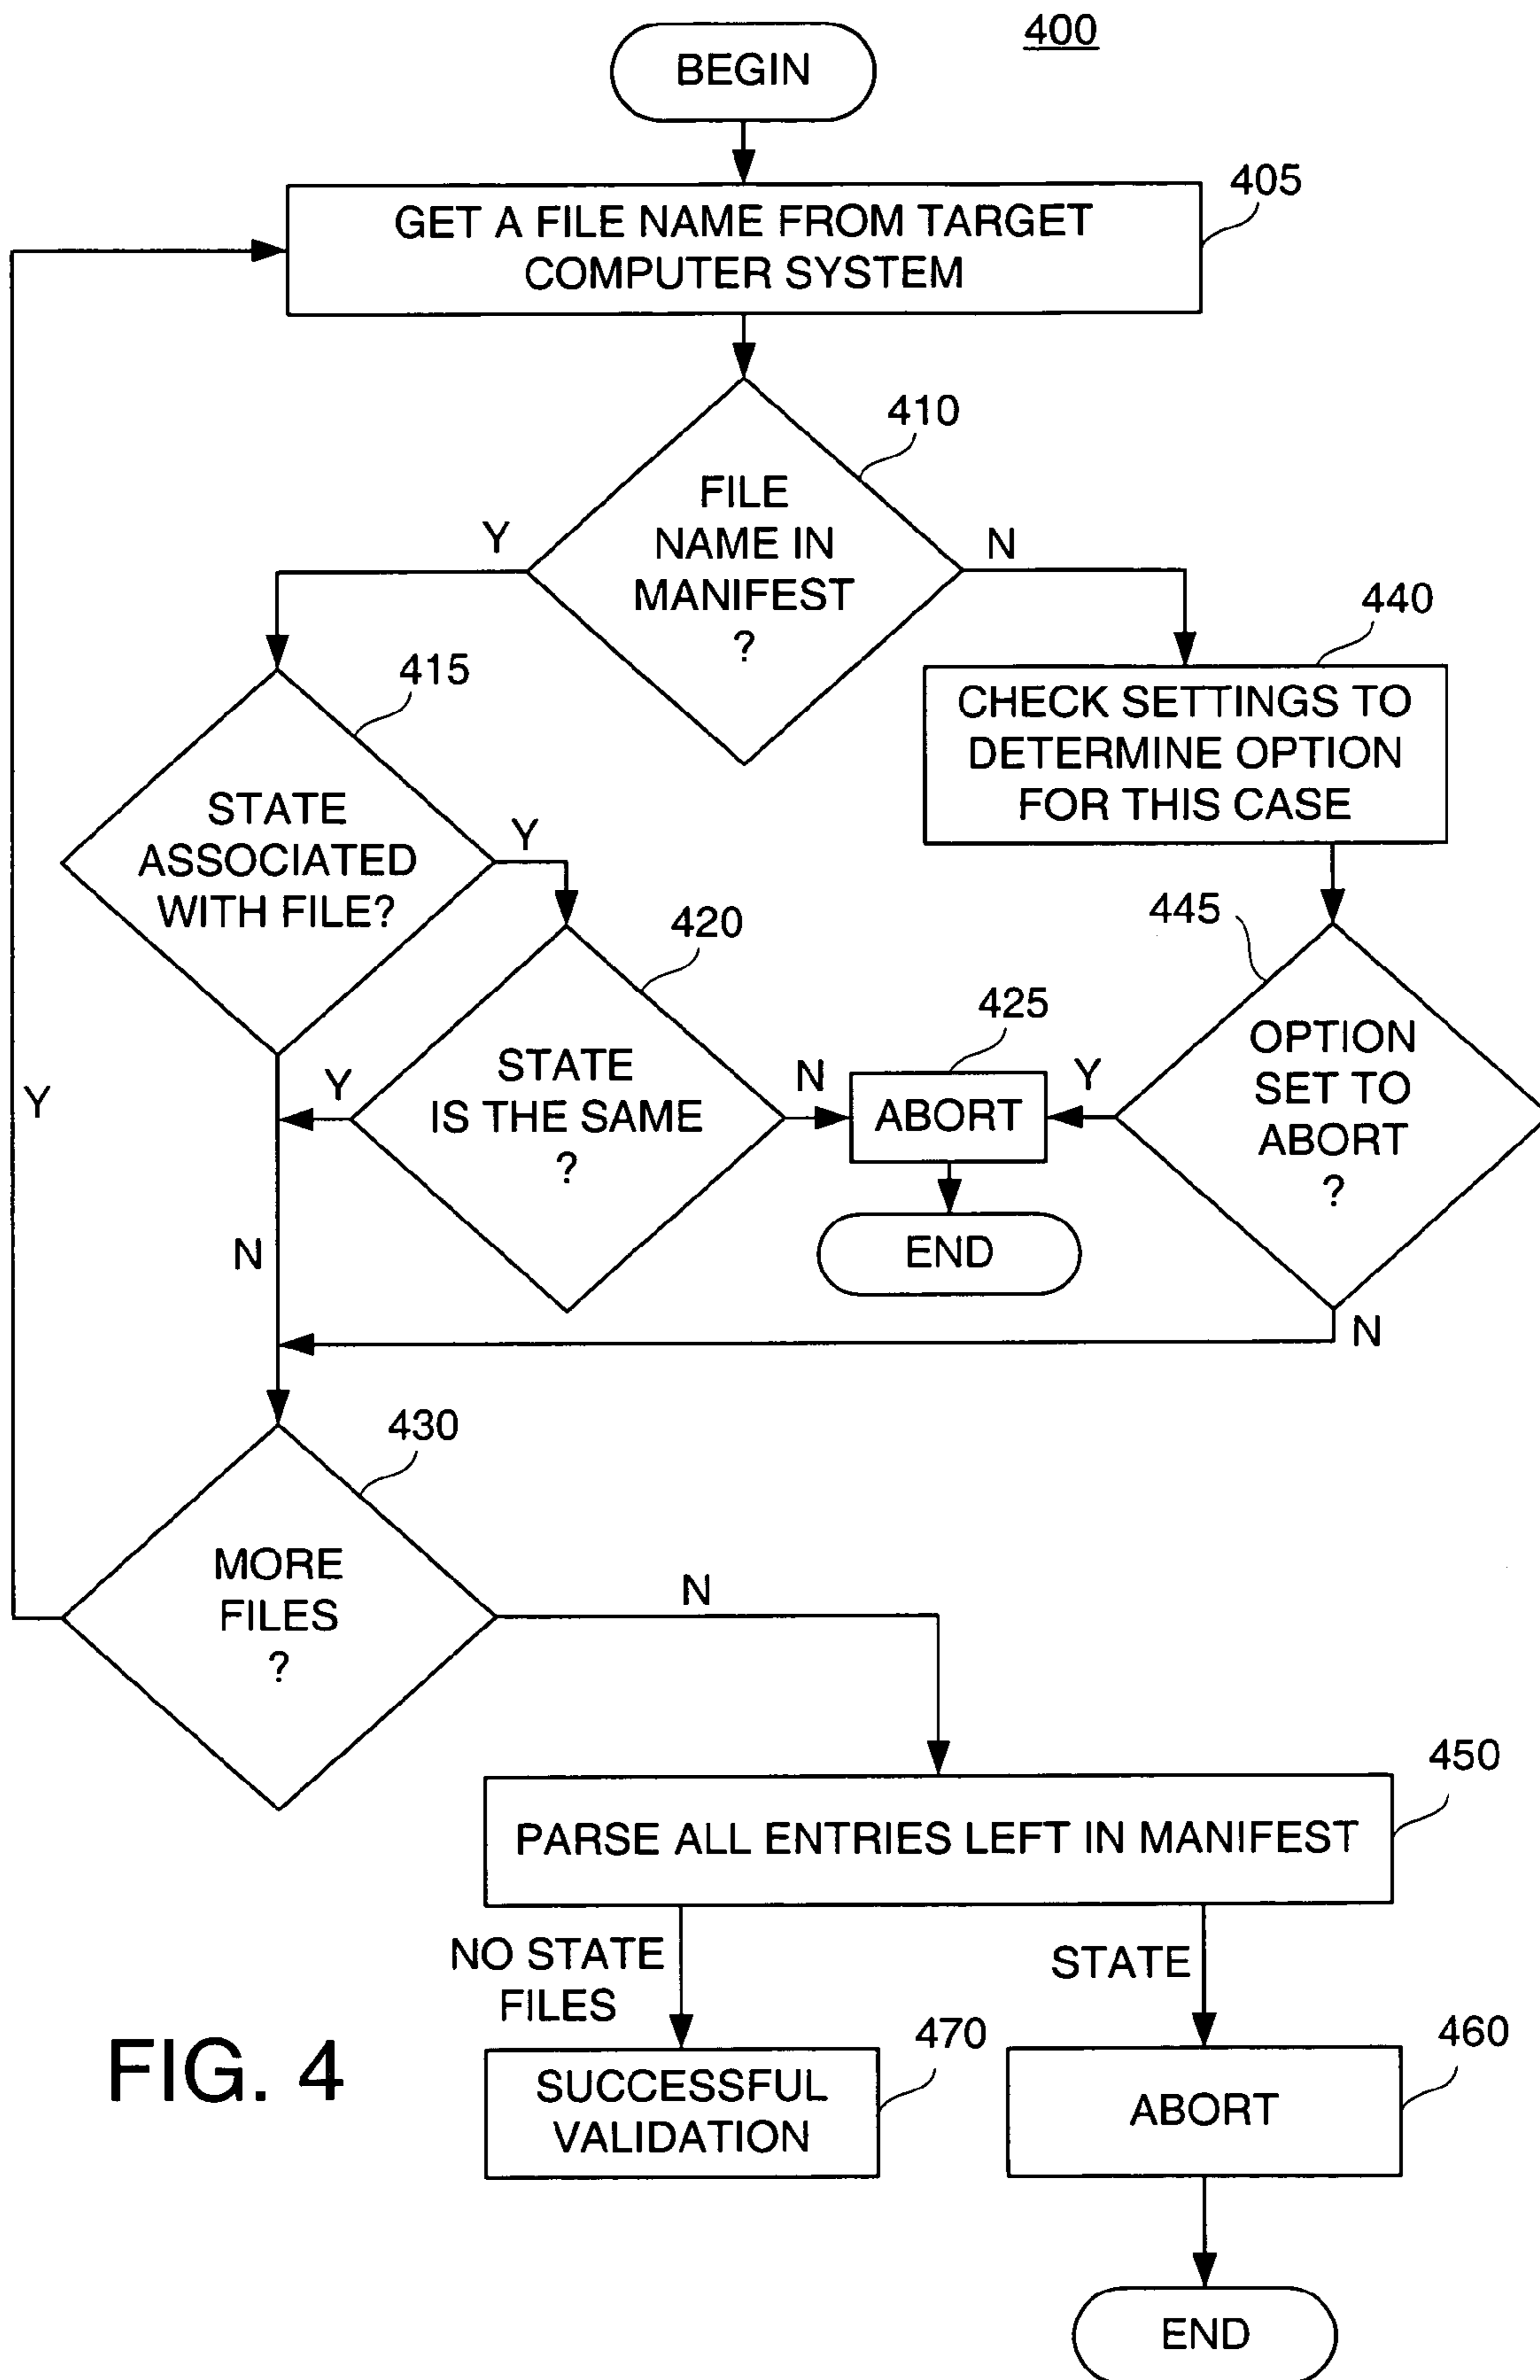 400
BEGIN
405
GET A FILE NAME FROM TARGET
COMPUTER SYSTEM
410
FILE
NAME IN
MANIFEST
?
Y
N
440
CHECK SETTINGS TO
DETERMINE OPTION
FOR THIS CASE
415
STATE
ASSOCIATED
WITH FILE?
Y
420
STATE
IS THE SAME
?
Y
N
425
ABORT
END
445
OPTION
SET TO
ABORT
?
Y
N
N
Y
430
MORE
FILES
?
N
450
PARSE ALL ENTRIES LEFT IN MANIFEST
NO STATE
FILES
STATE
470
SUCCESSFUL
VALIDATION
460
ABORT
END
FIG. 4